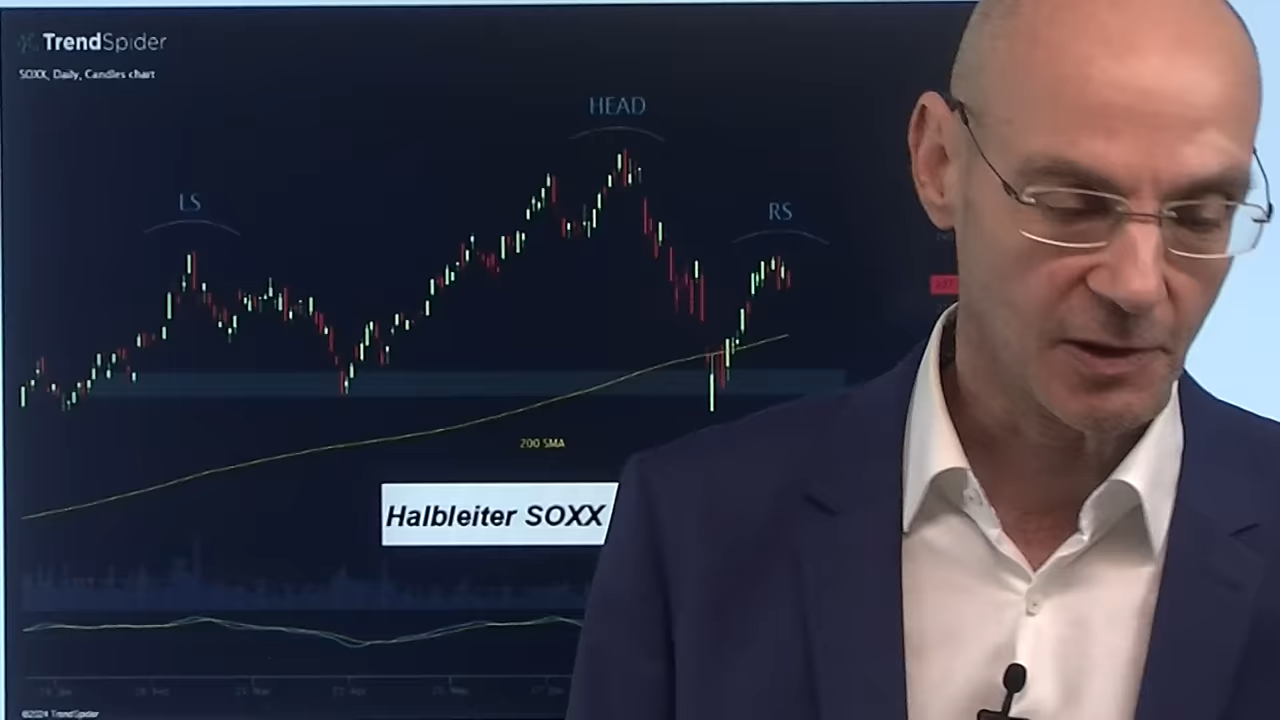 TrendSpider
SOXX, Daily, Candles chart
HEAD
LS
RS
200 SMA
Halbleiter SOXX
©2024 TrendSpider